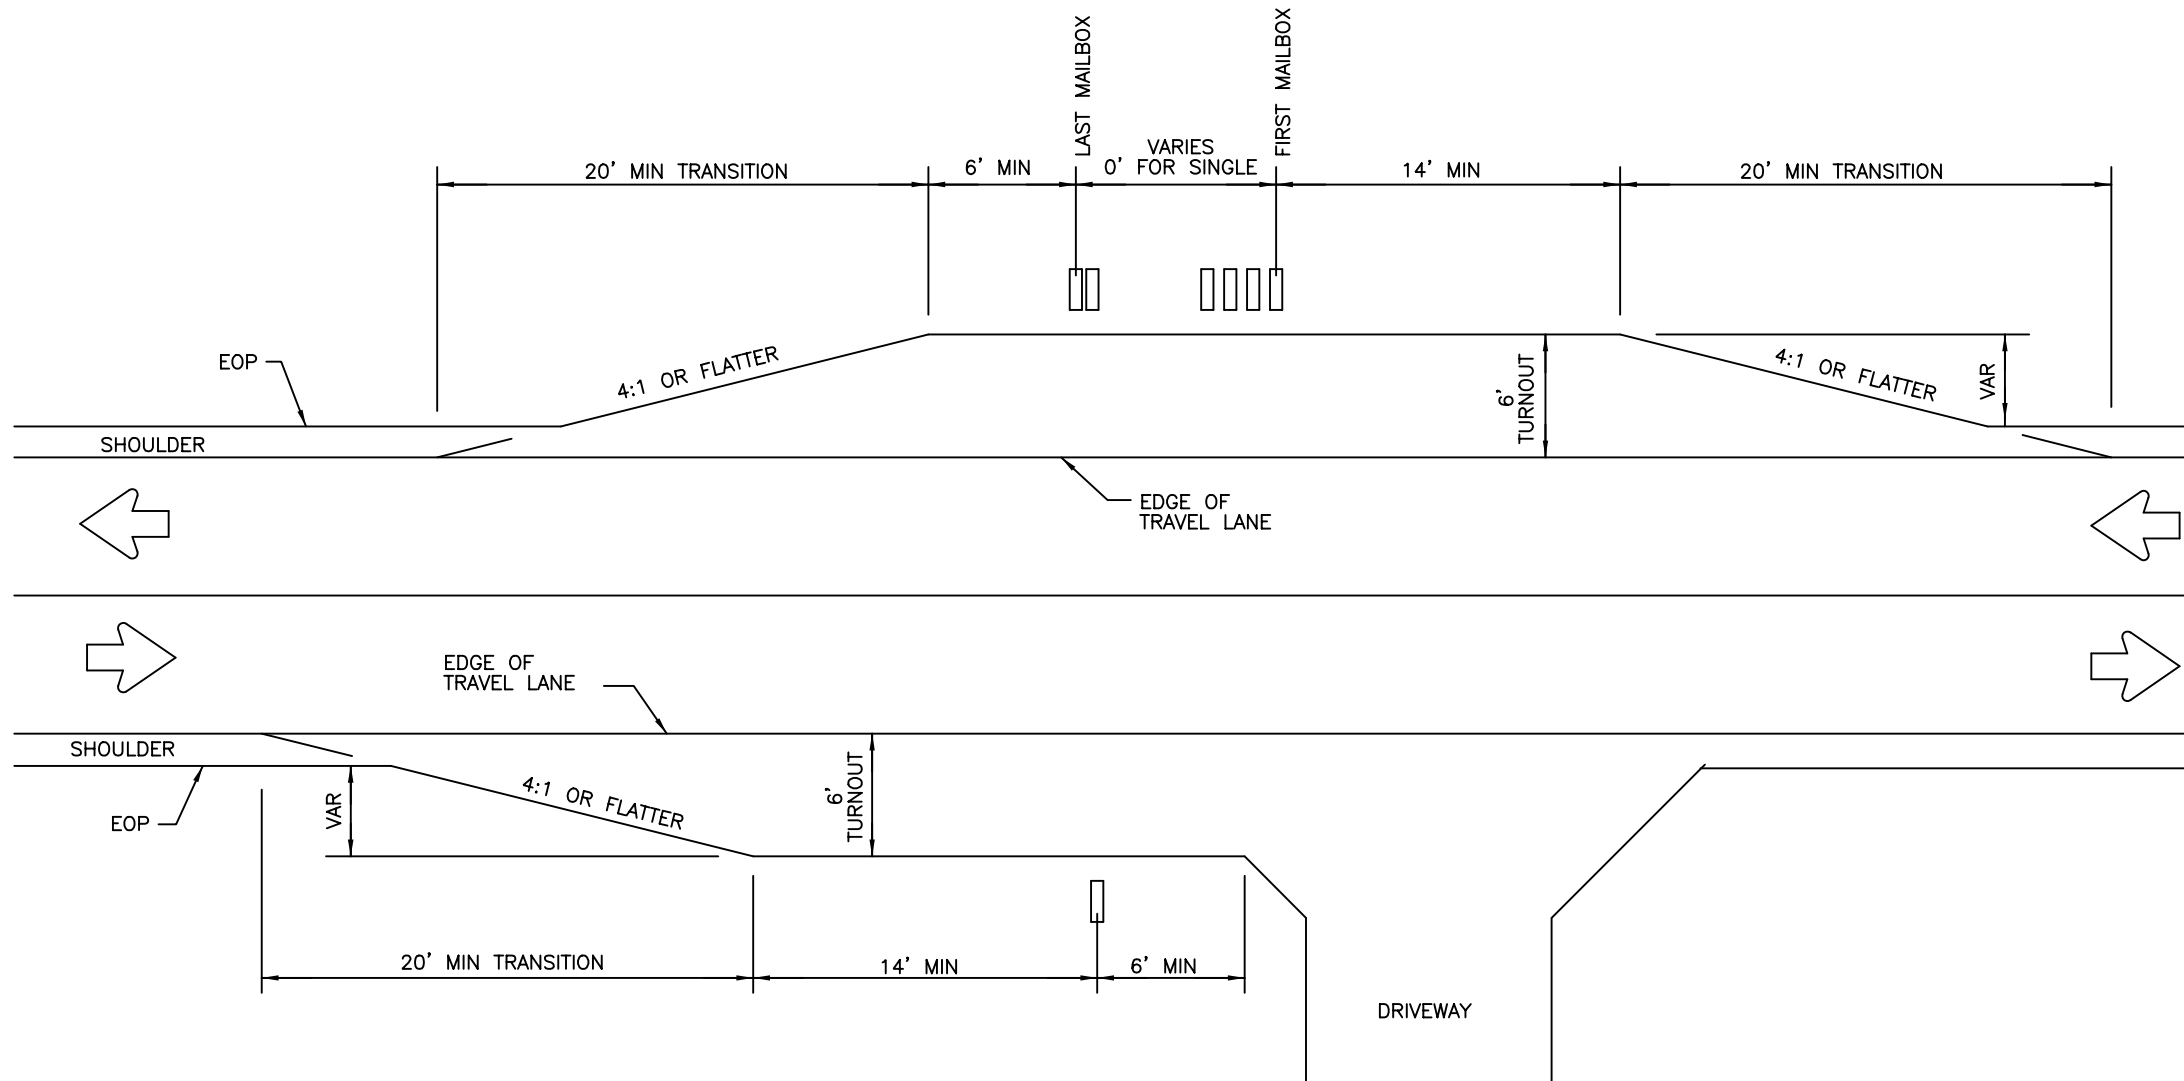 LAST MAILBOX
FIRST MAILBOX
20' MIN TRANSITION
6' MIN
VARIES
0' FOR SINGLE
14' MIN
20' MIN TRANSITION
EOP
4:1 OR FLATTER
6'
TURNOUT
4:1 OR FLATTER
VAR
SHOULDER
EDGE OF
TRAVEL LANE
EDGE OF
TRAVEL LANE
SHOULDER
EOP
VAR
4:1 OR FLATTER
6'
TURNOUT
20' MIN TRANSITION
14' MIN
6' MIN
DRIVEWAY